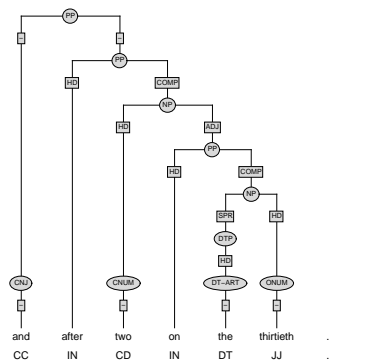 PP
– –
PP
HD COMP
NP
HD ADJ
PP
HD COMP
NP
SPR HD
DTP
HD
CNJ CNUM DT–ART ONUM
– – – –
and after two on the thirtieth .
CC IN CD IN DT JJ .